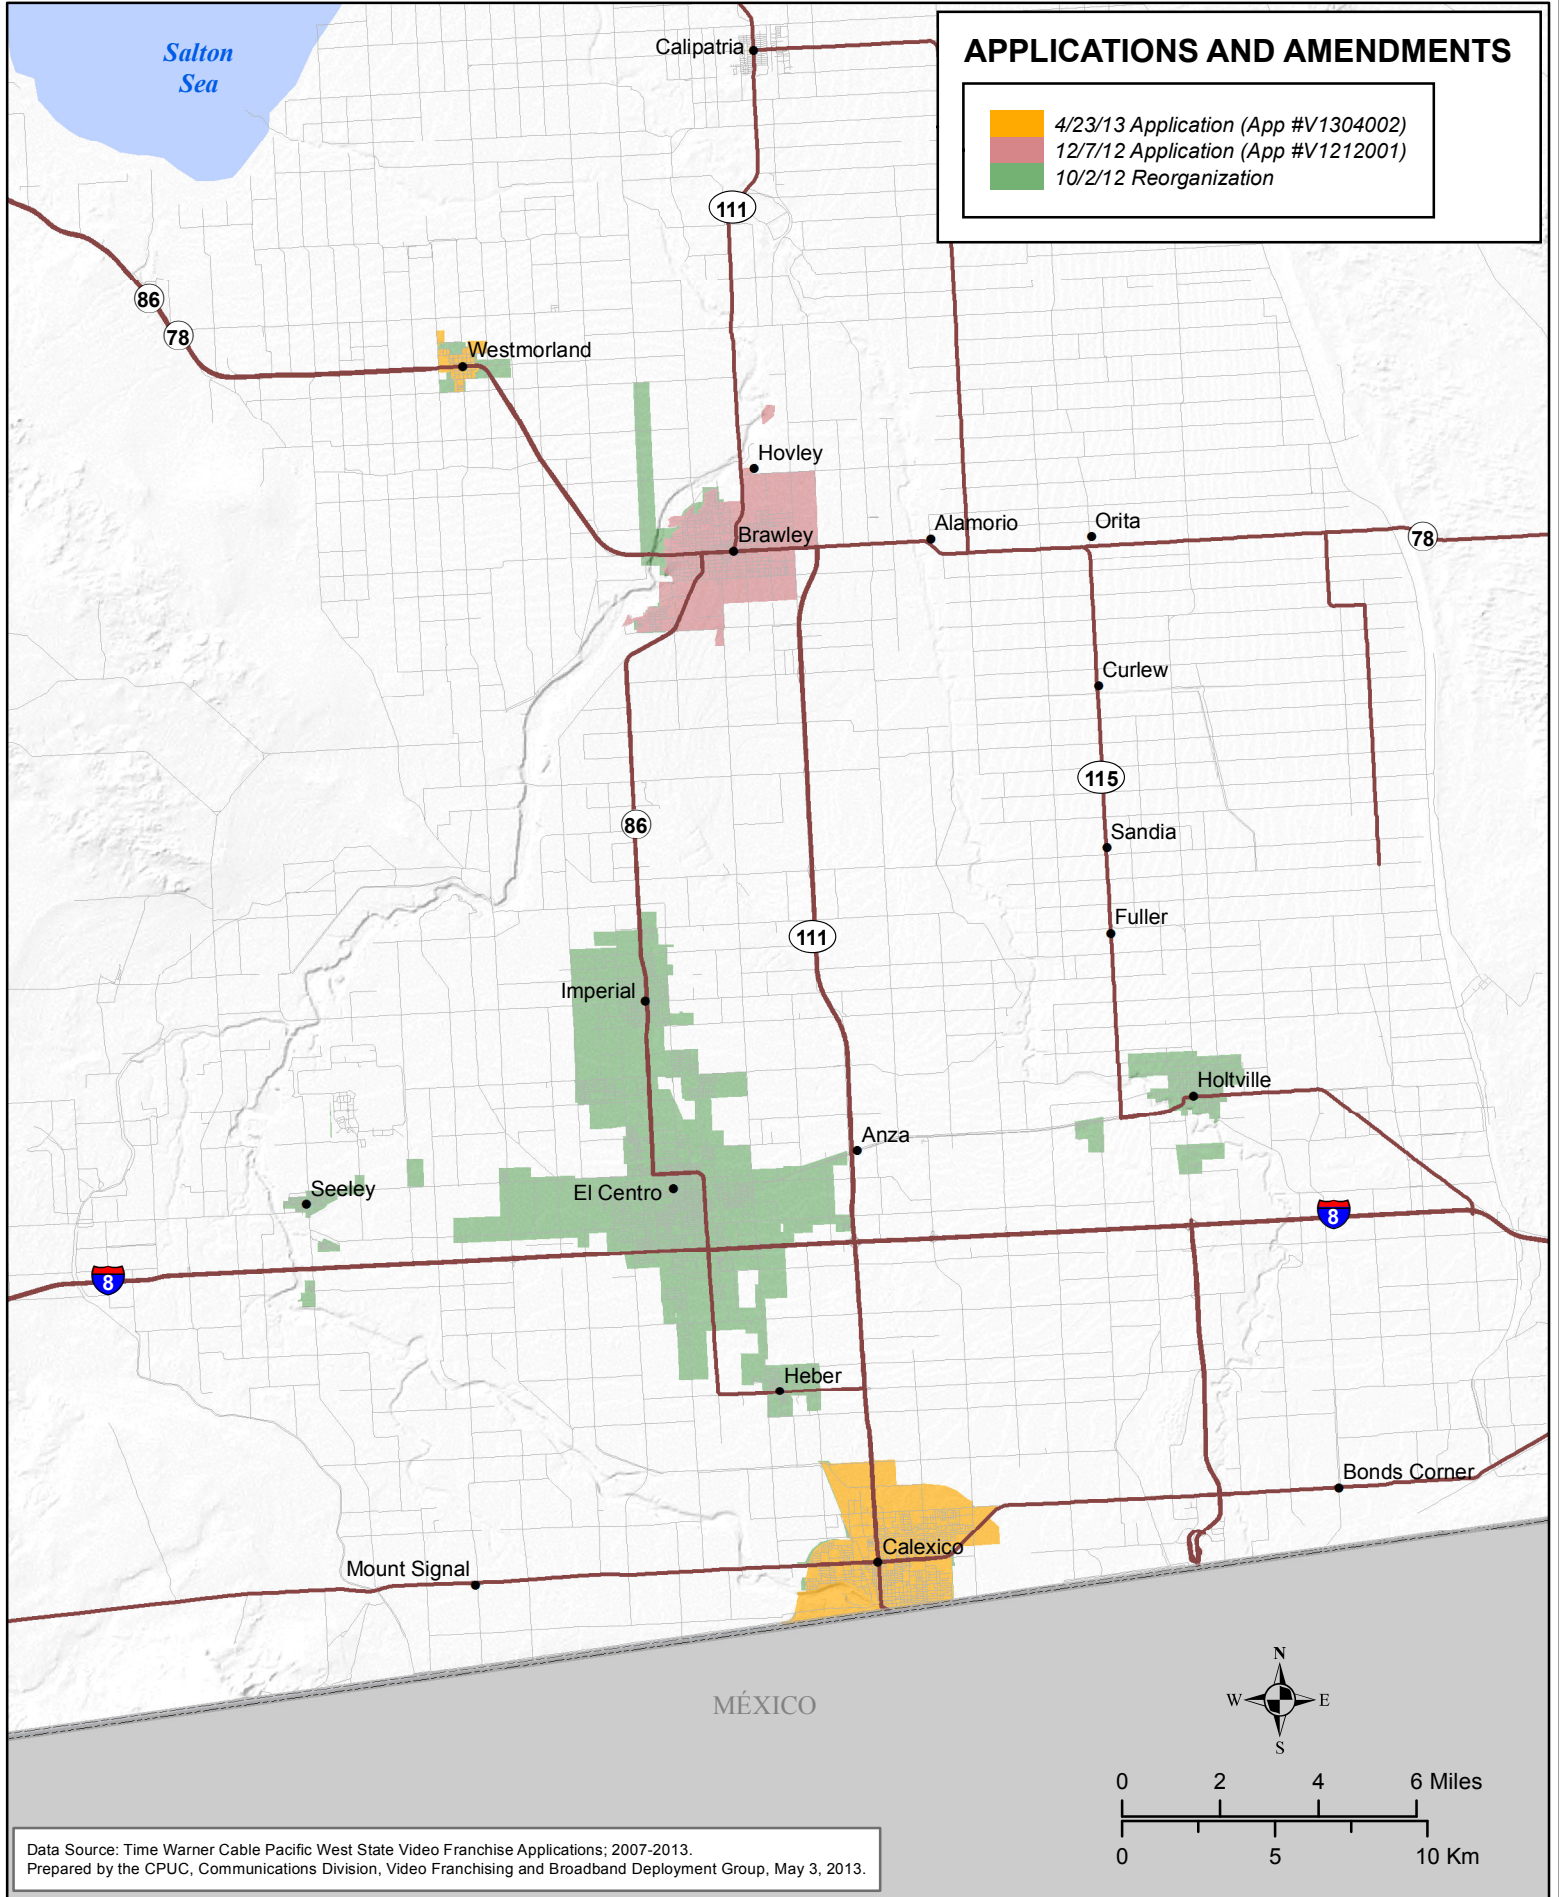 Salton
Sea
Calipatria
APPLICATIONS AND AMENDMENTS
4/23/13 Application (App #V1304002)
12/7/12 Application (App #V1212001)
10/2/12 Reorganization
111
86
78
Westmorland
Hovley
Brawley
Alamorio
Orita
78
Curlew
115
86
Sandia
Fuller
111
Imperial
Holtville
Anza
Seeley
El Centro
8
8
Heber
Bonds Corner
Calexico
Mount Signal
MÉXICO
N
W
E
S
0 2 4 6 Miles
0 5 10 Km
Data Source: Time Warner Cable Pacific West State Video Franchise Applications; 2007-2013.
Prepared by the CPUC, Communications Division, Video Franchising and Broadband Deployment Group, May 3, 2013.